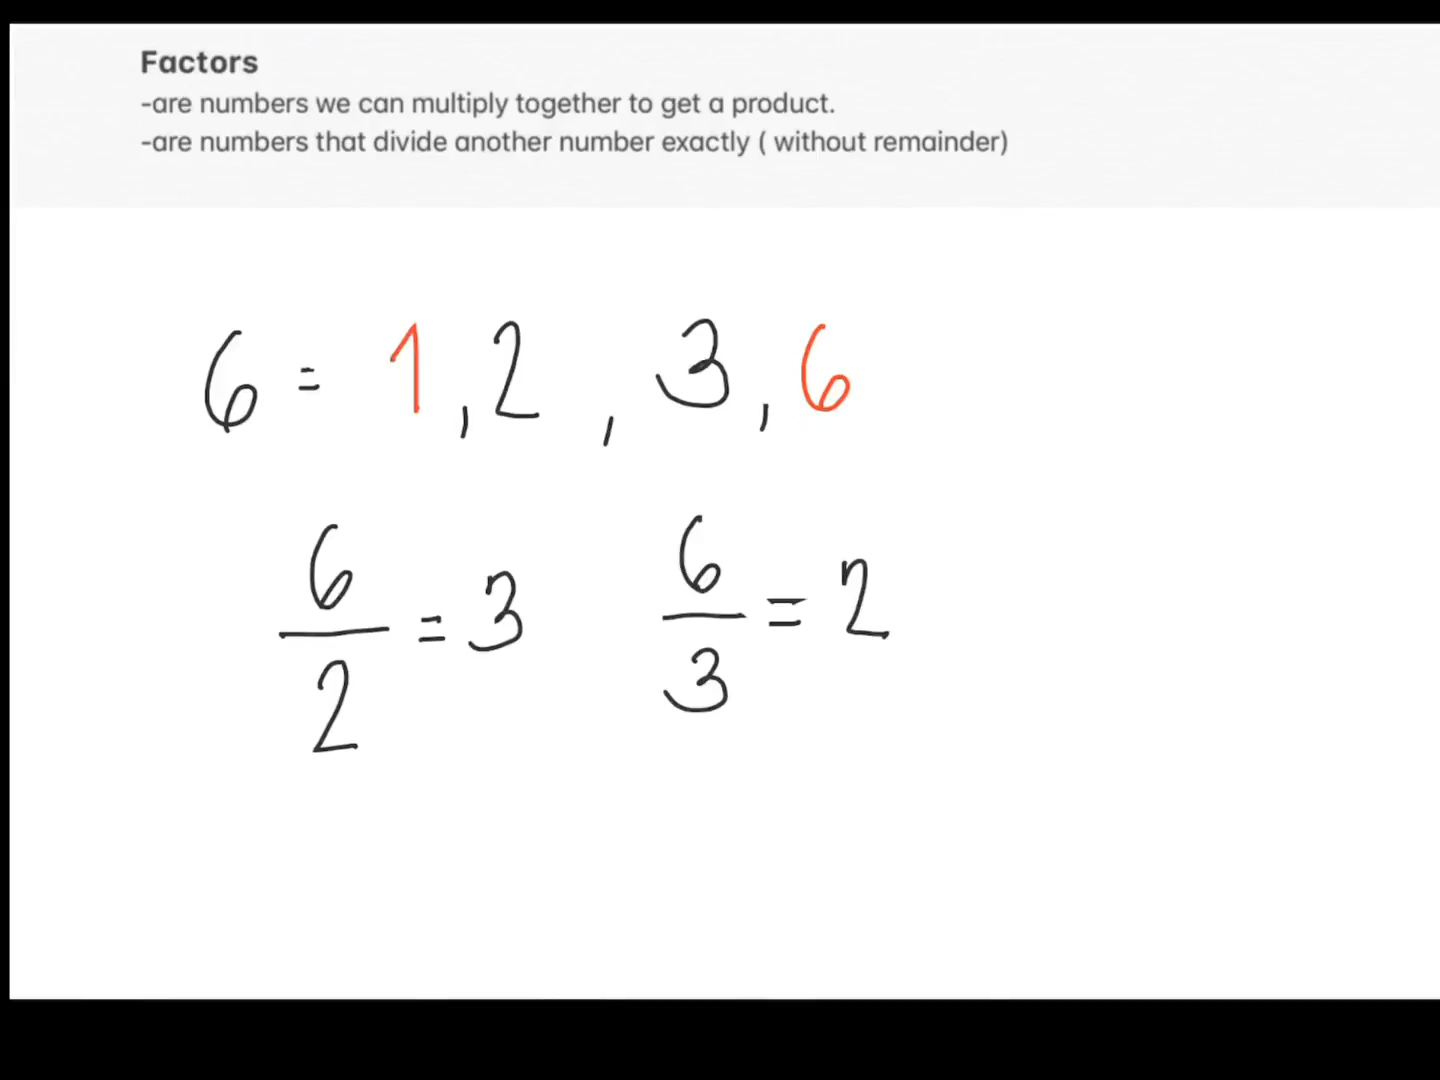 Factors
-are numbers we can multiply together to get a product.
-are numbers that divide another number exactly ( without remainder)
6 = 1 , 2 , 3 , 6
6/2 = 3
6/3 = 2